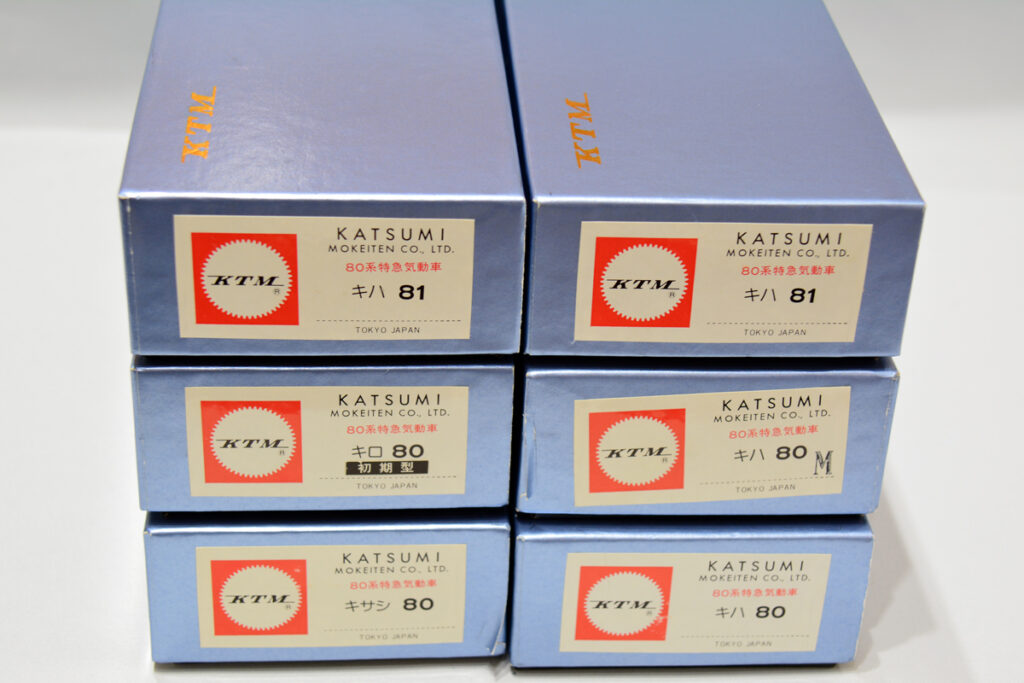 KTM
KTM
KTM
®
KATSUMI
MOKEITEN CO., LTD.
80系特急気動車
キハ 81
TOKYO JAPAN
KTM
®
KATSUMI
MOKEITEN CO., LTD.
80系特急気動車
キハ 81
TOKYO JAPAN
KTM
®
KATSUMI
MOKEITEN CO., LTD.
80系特急気動車
キロ 80
初期型
TOKYO JAPAN
KTM
®
KATSUMI
MOKEITEN CO., LTD.
80系特急気動車
キハ 80
M
TOKYO JAPAN
KTM
®
KATSUMI
MOKEITEN CO., LTD.
80系特急気動車
キサシ 80
TOKYO JAPAN
KTM
®
KATSUMI
MOKEITEN CO., LTD.
80系特急気動車
キハ 80
TOKYO JAPAN